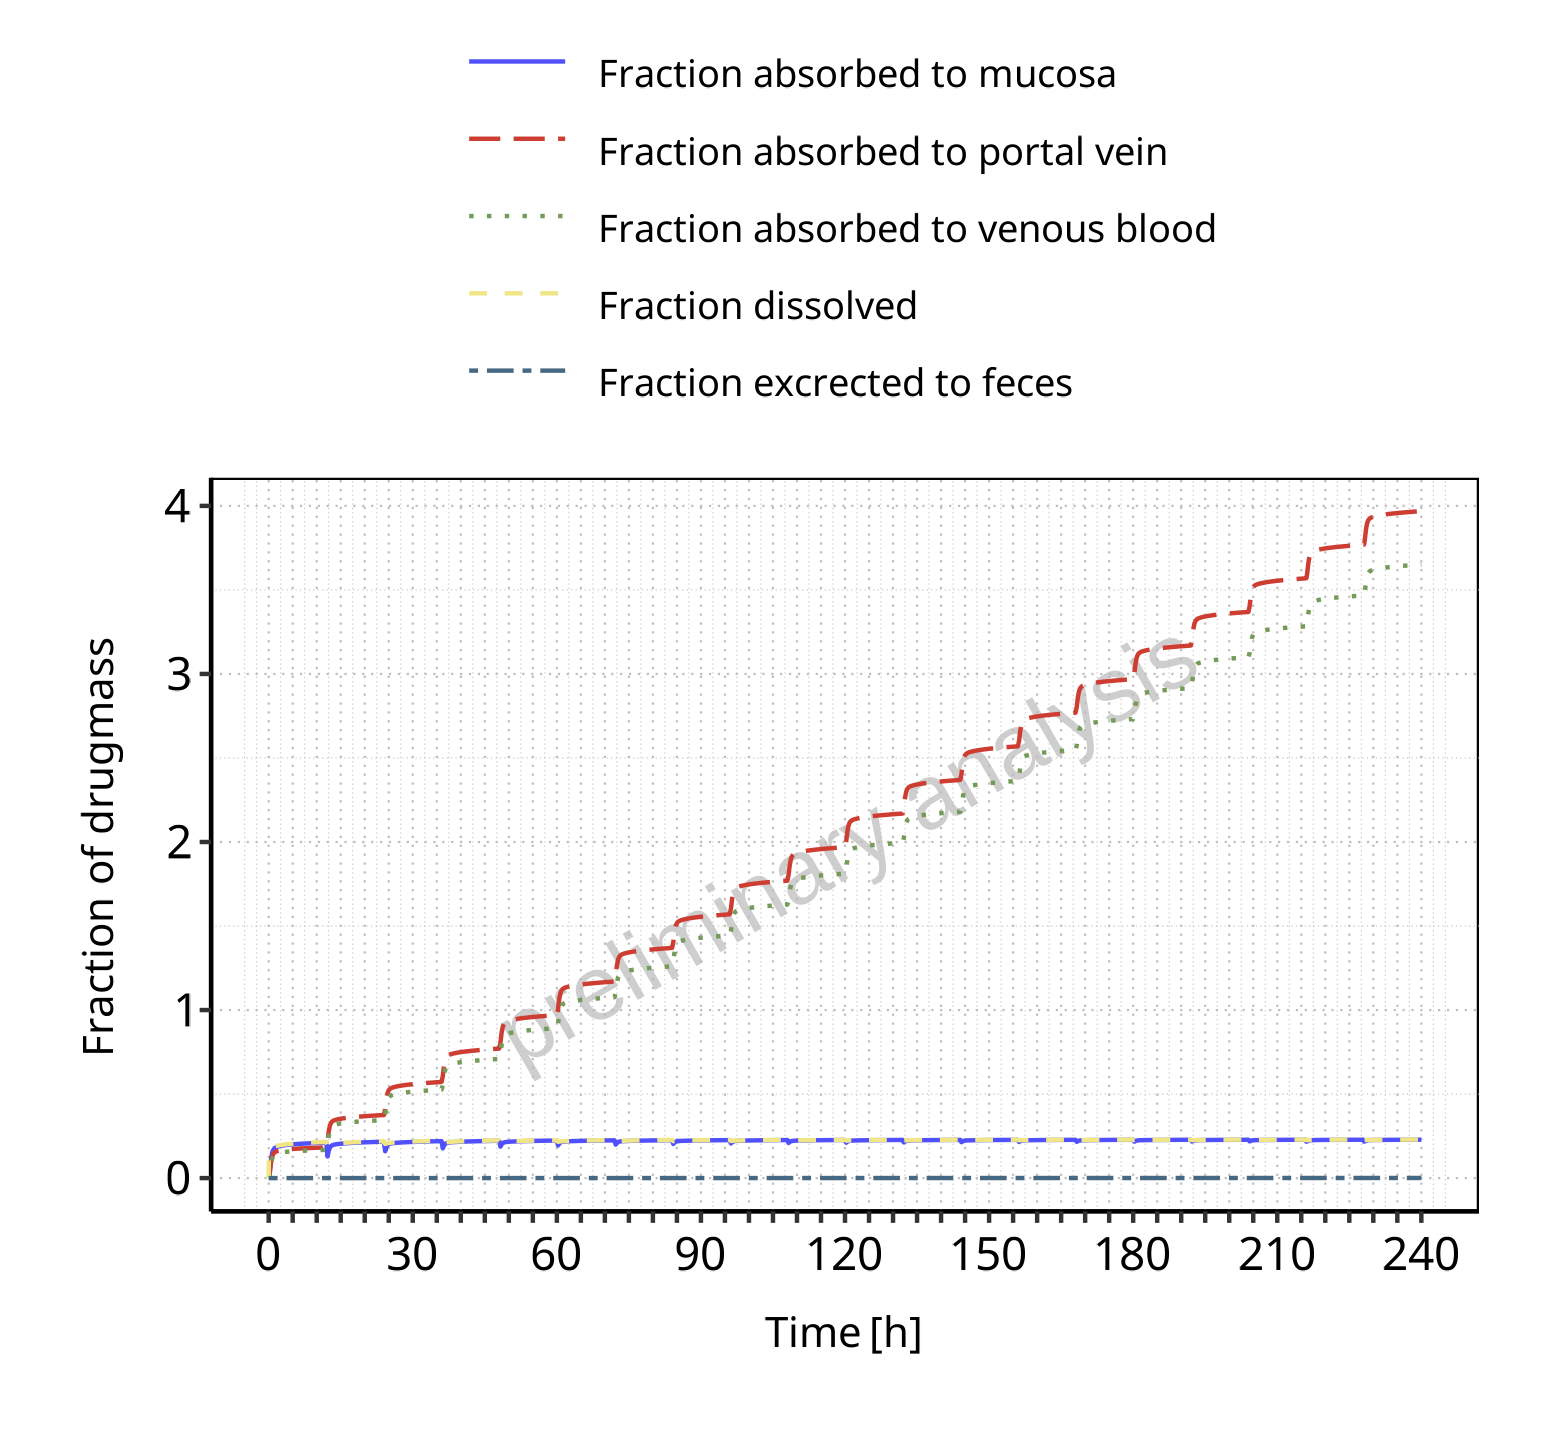 Fraction absorbed to mucosa
Fraction absorbed to portal vein
Fraction absorbed to venous blood
Fraction dissolved
Fraction excrected to feces
4
3
2
1
0
Fraction of drugmass
preliminary analysis
0 30 60 90 120 150 180 210 240
Time [h]